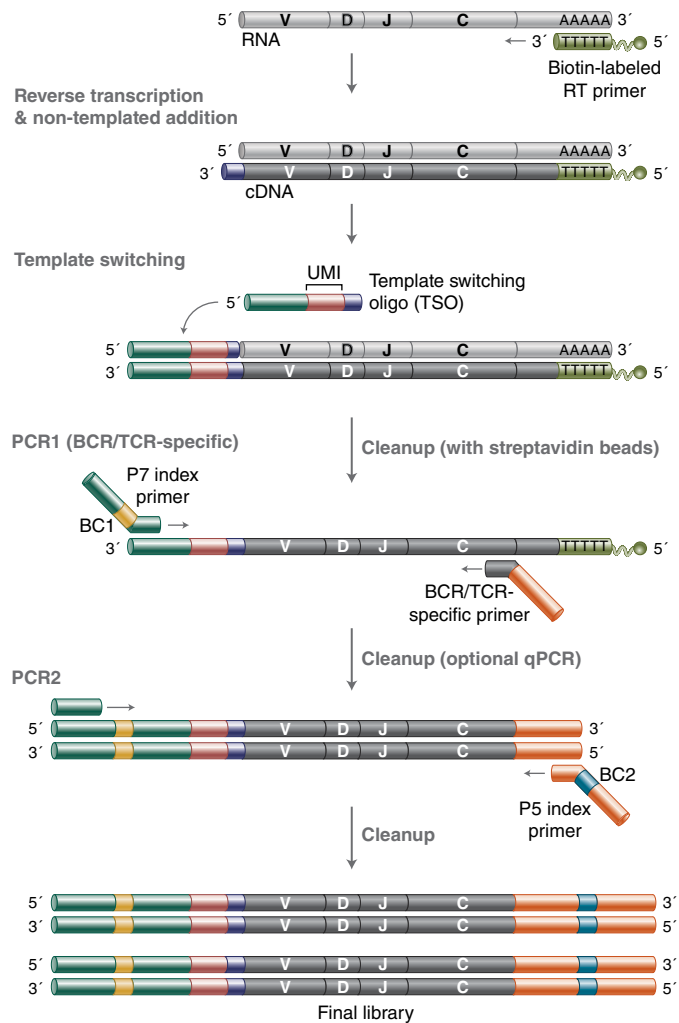 5´ V D J C AAAAA 3´
RNA
3´ TTTTT 5´
Biotin-labeled
RT primer
Reverse transcription
& non-templated addition
5´ V D J C AAAAA 3´
3´ V D J C TTTTT 5´
cDNA
Template switching
UMI
5´
Template switching
oligo (TSO)
5´ V D J C AAAAA 3´
3´ V D J C TTTTT 5´
PCR1 (BCR/TCR-specific)
Cleanup (with streptavidin beads)
P7 index
primer
BC1
3´ V D J C TTTTT 5´
BCR/TCR-
specific primer
Cleanup (optional qPCR)
PCR2
5´ V D J C 3´
3´ V D J C 5´
BC2
P5 index
primer
Cleanup
5´ V D J C 3´
3´ V D J C 5´
5´ V D J C 3´
3´ V D J C 5´
Final library